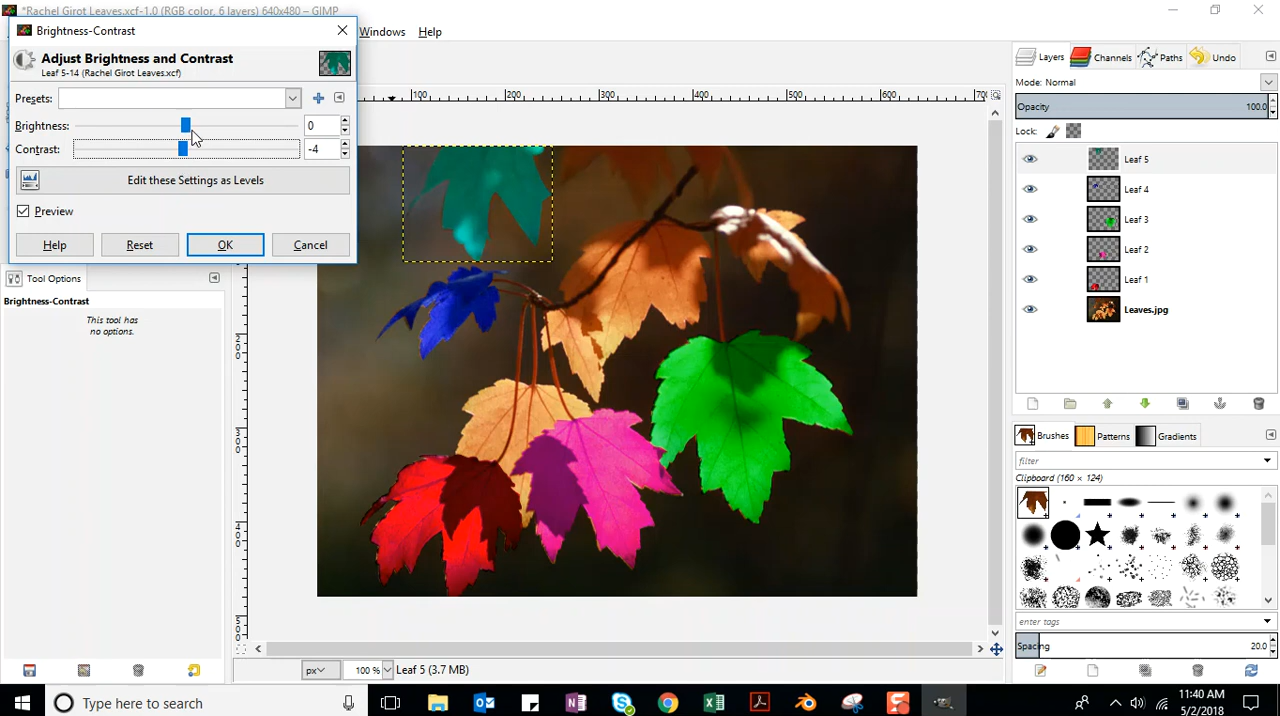 *Rachel Girot Leaves.xcf-1.0 (RGB color, 6 layers) 640x480 – GIMP
Windows Help
Brightness-Contrast
Adjust Brightness and Contrast
Leaf 5-14 (Rachel Girot Leaves.xcf)
Presets:
Brightness: 0
Contrast: -4
Edit these Settings as Levels
Preview
Help Reset OK Cancel
Tool Options
Brightness-Contrast
This tool has
no options.
100 200 300 400 500 600 700
200
300
400
500
px 100 % Leaf 5 (3.7 MB)
Layers Channels Paths Undo
Mode: Normal
Opacity 100.0
Lock:
Leaf 5
Leaf 4
Leaf 3
Leaf 2
Leaf 1
Leaves.jpg
Brushes Patterns Gradients
filter
Clipboard (160 × 124)
enter tags
Spacing 20.0
Type here to search
11:40 AM
5/2/2018